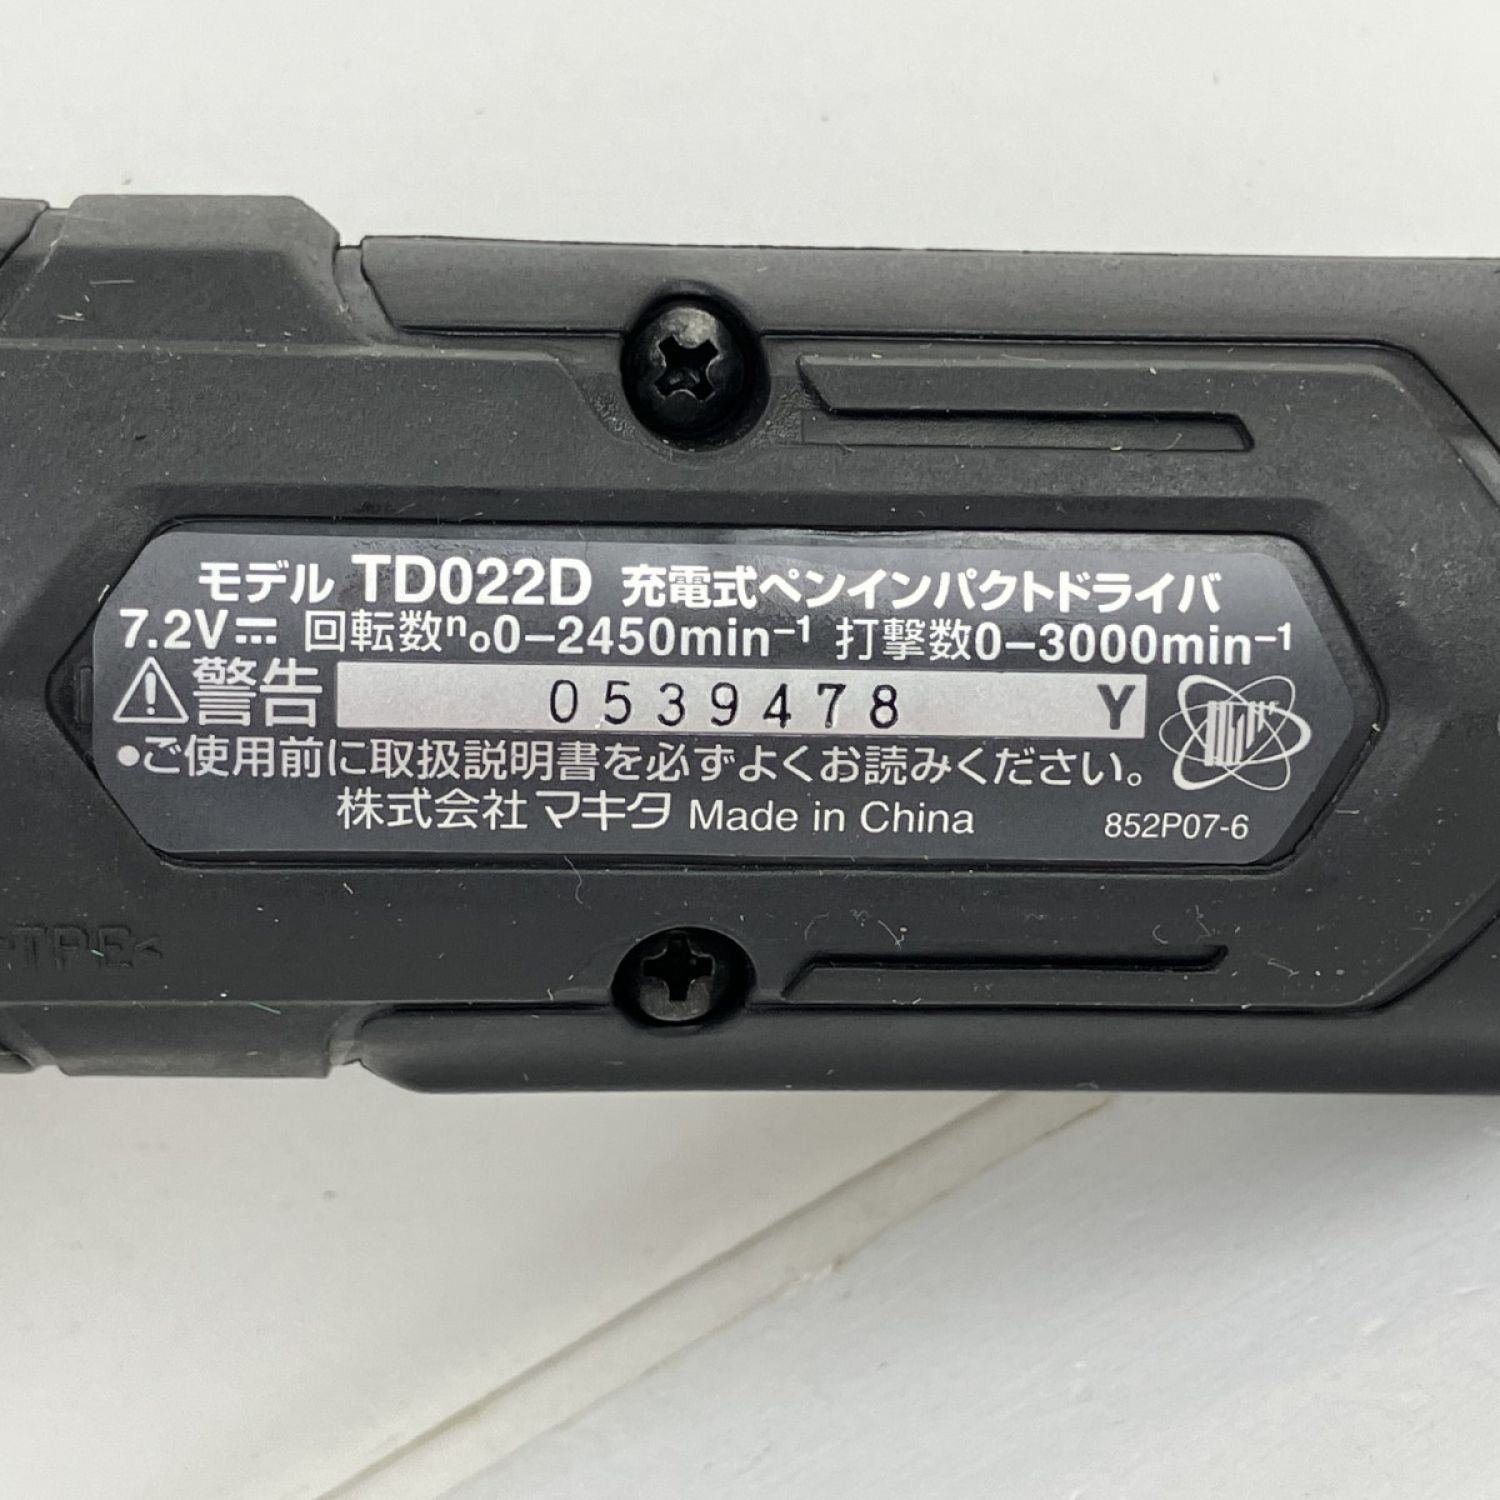 モデル TD022D 充電式ペンインパクトドライバ
7.2V⎓ 回転数n₀0−2450min⁻¹ 打撃数0−3000min⁻¹
⚠警告 0539478 Y
●ご使用前に取扱説明書を必ずよくお読みください。
株式会社マキタ Made in China 852P07-6
>TPE<